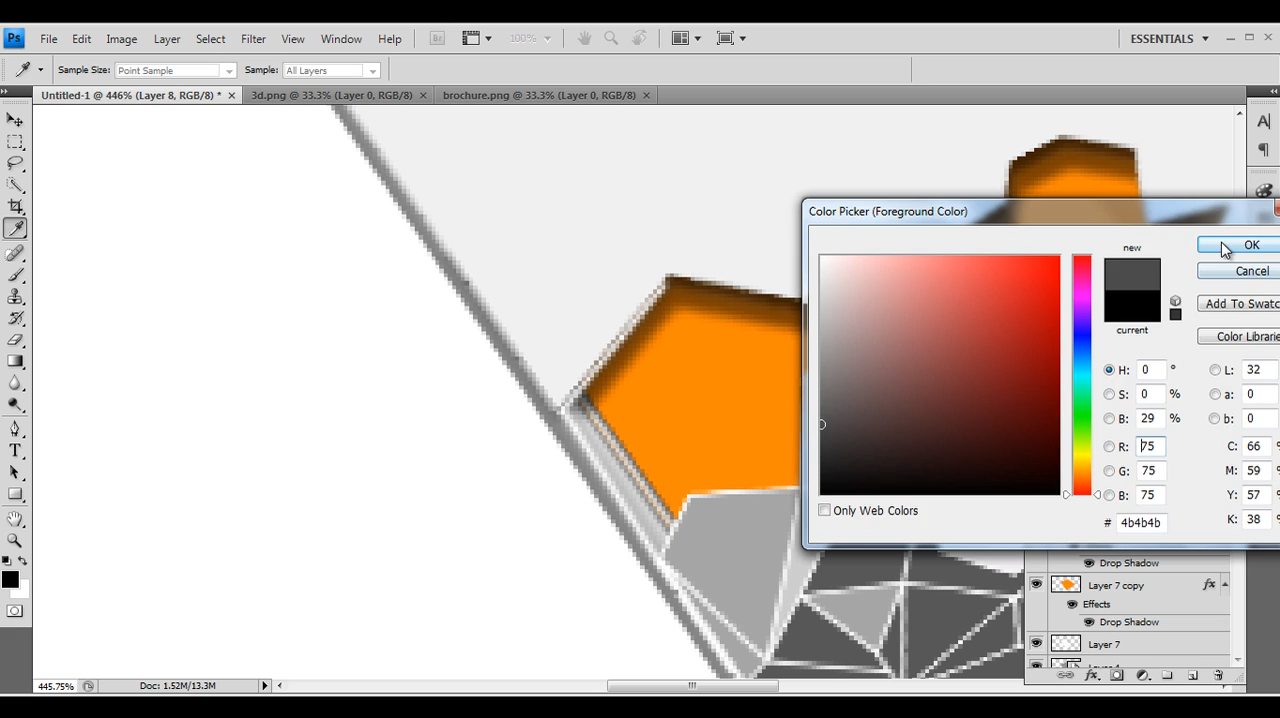 Ps File Edit Image Layer Select Filter View Window Help Br 100% ESSENTIALS
Sample Size: Point Sample Sample: All Layers
Untitled-1 @ 446% (Layer 8, RGB/8) * × 3d.png @ 33.3% (Layer 0, RGB/8) × brochure.png @ 33.3% (Layer 0, RGB/8) ×
Color Picker (Foreground Color)
new
OK
Cancel
Add To Swatc
current
Color Librarie
H: 0 ° L: 32
S: 0 % a: 0
B: 29 % b: 0
R: 75 C: 66 %
G: 75 M: 59 %
B: 75 Y: 57 %
# 4b4b4b K: 38 %
Only Web Colors
Drop Shadow
Layer 7 copy fx
Effects
Drop Shadow
Layer 7
445.75% Doc: 1.52M/13.3M